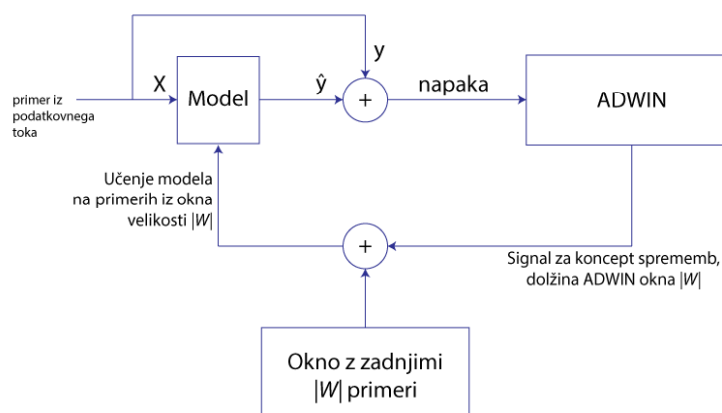 y
X
ŷ
napaka
Model
+
ADWIN
primer iz
podatkovnega
toka
Učenje modela
na primerih iz okna
velikosti |W|
+
Signal za koncept sprememb,
dolžina ADWIN okna |W|
Okno z zadnjimi
|W| primeri